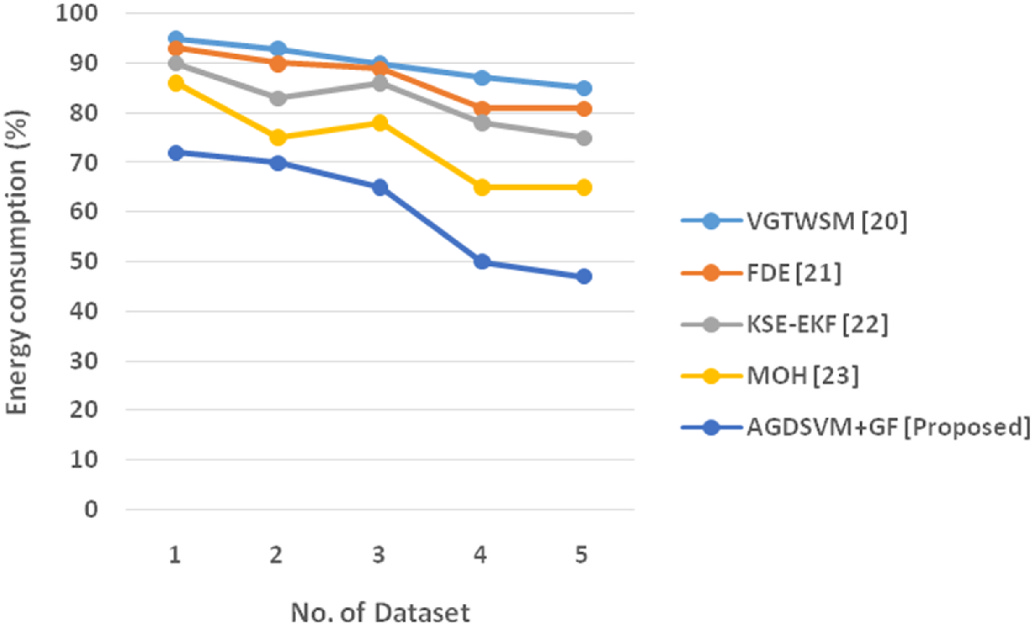 100
90
80
70
60
50
40
30
20
10
0
Energy consumption (%)
1 2 3 4 5
No. of Dataset
VGTWSM [20]
FDE [21]
KSE-EKF [22]
MOH [23]
AGDSVM+GF [Proposed]